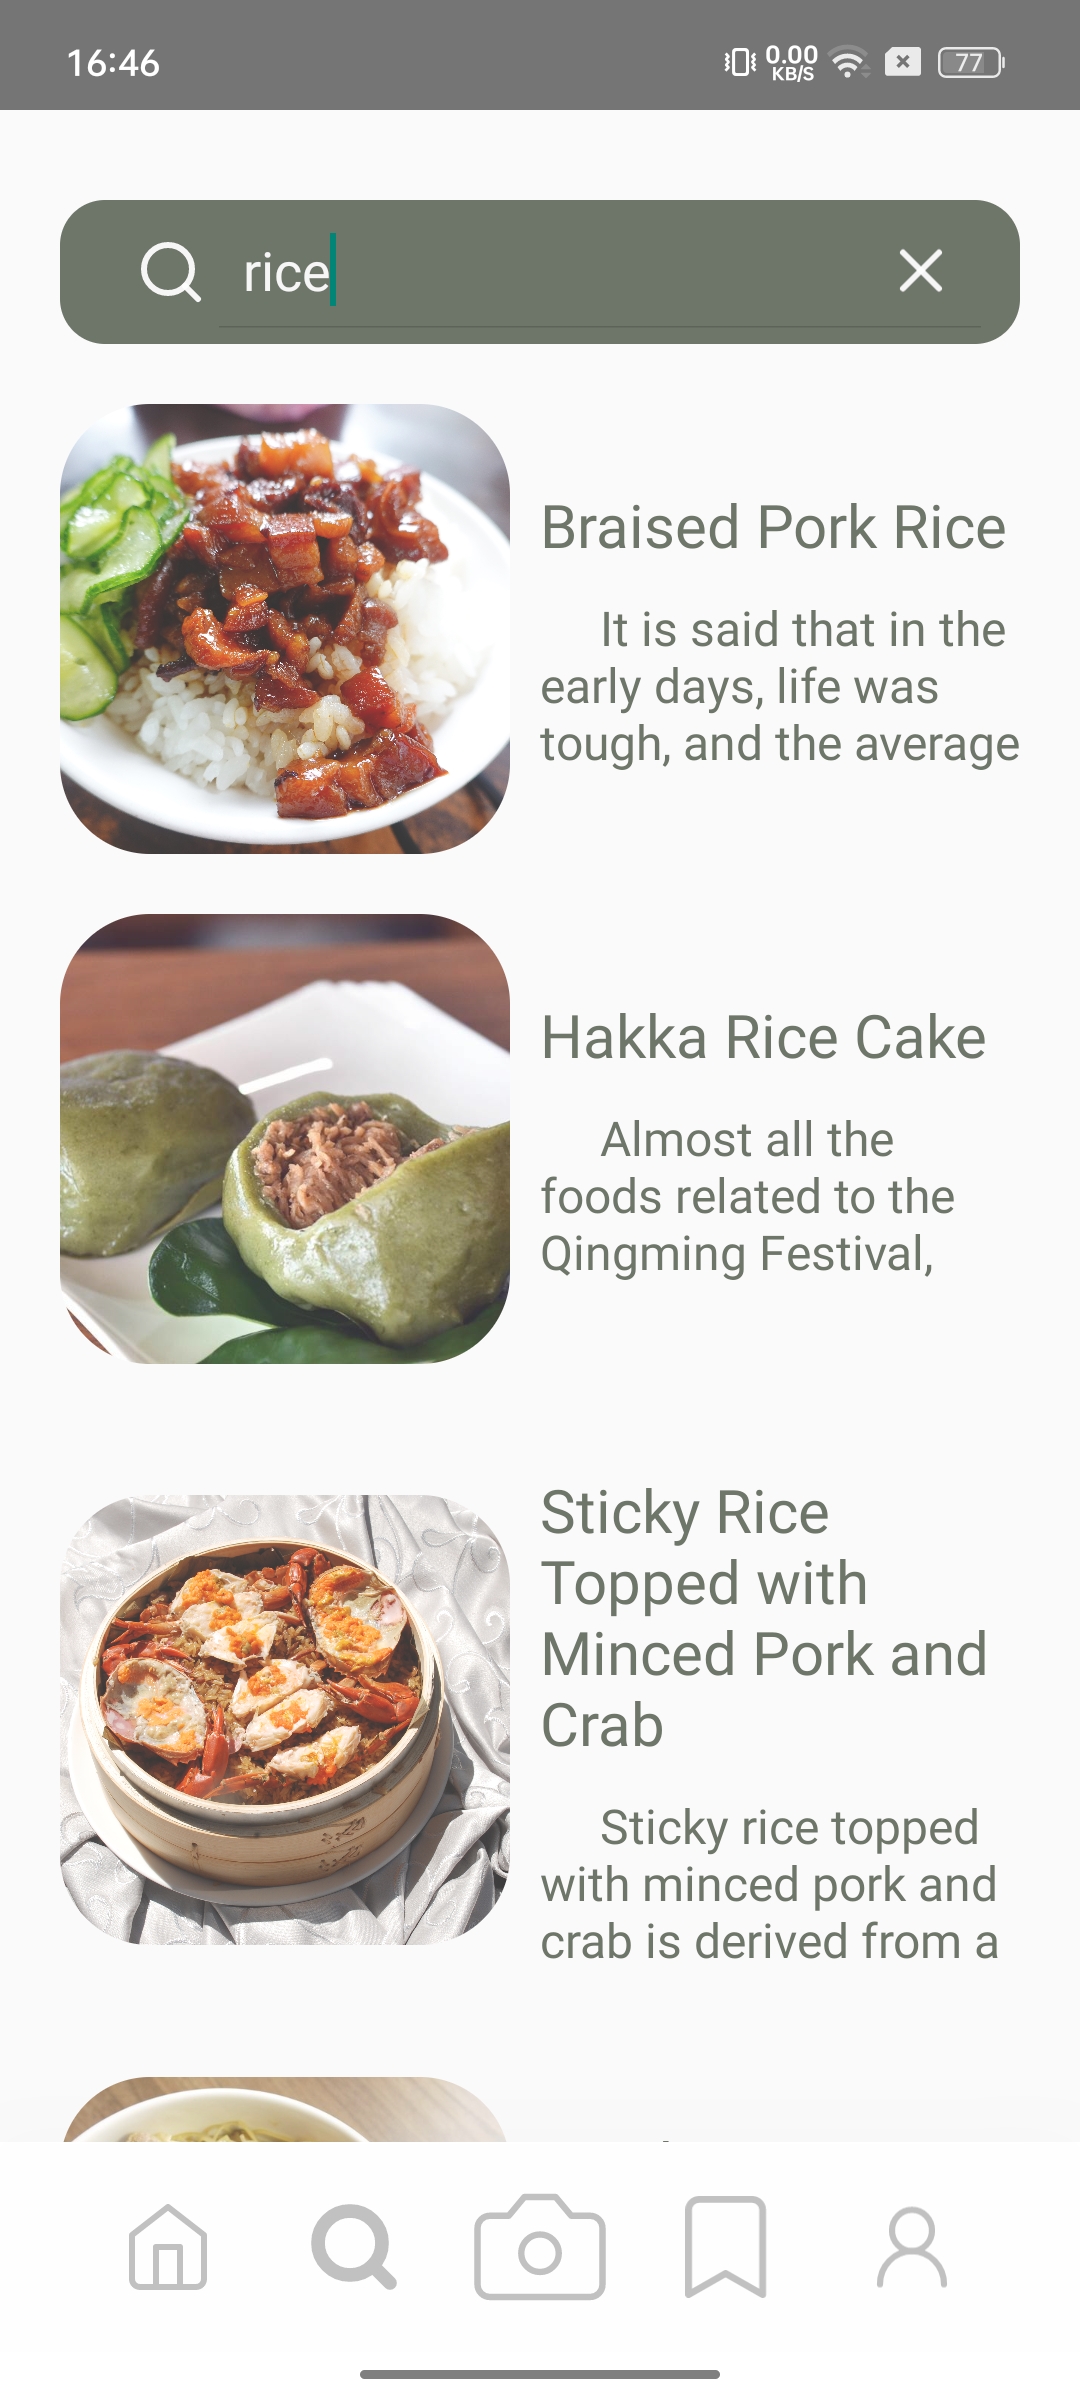 16:46
0.00
KB/S
77
rice
Braised Pork Rice
It is said that in the
early days, life was
tough, and the average
Hakka Rice Cake
Almost all the
foods related to the
Qingming Festival,
Sticky Rice
Topped with
Minced Pork and
Crab
Sticky rice topped
with minced pork and
crab is derived from a